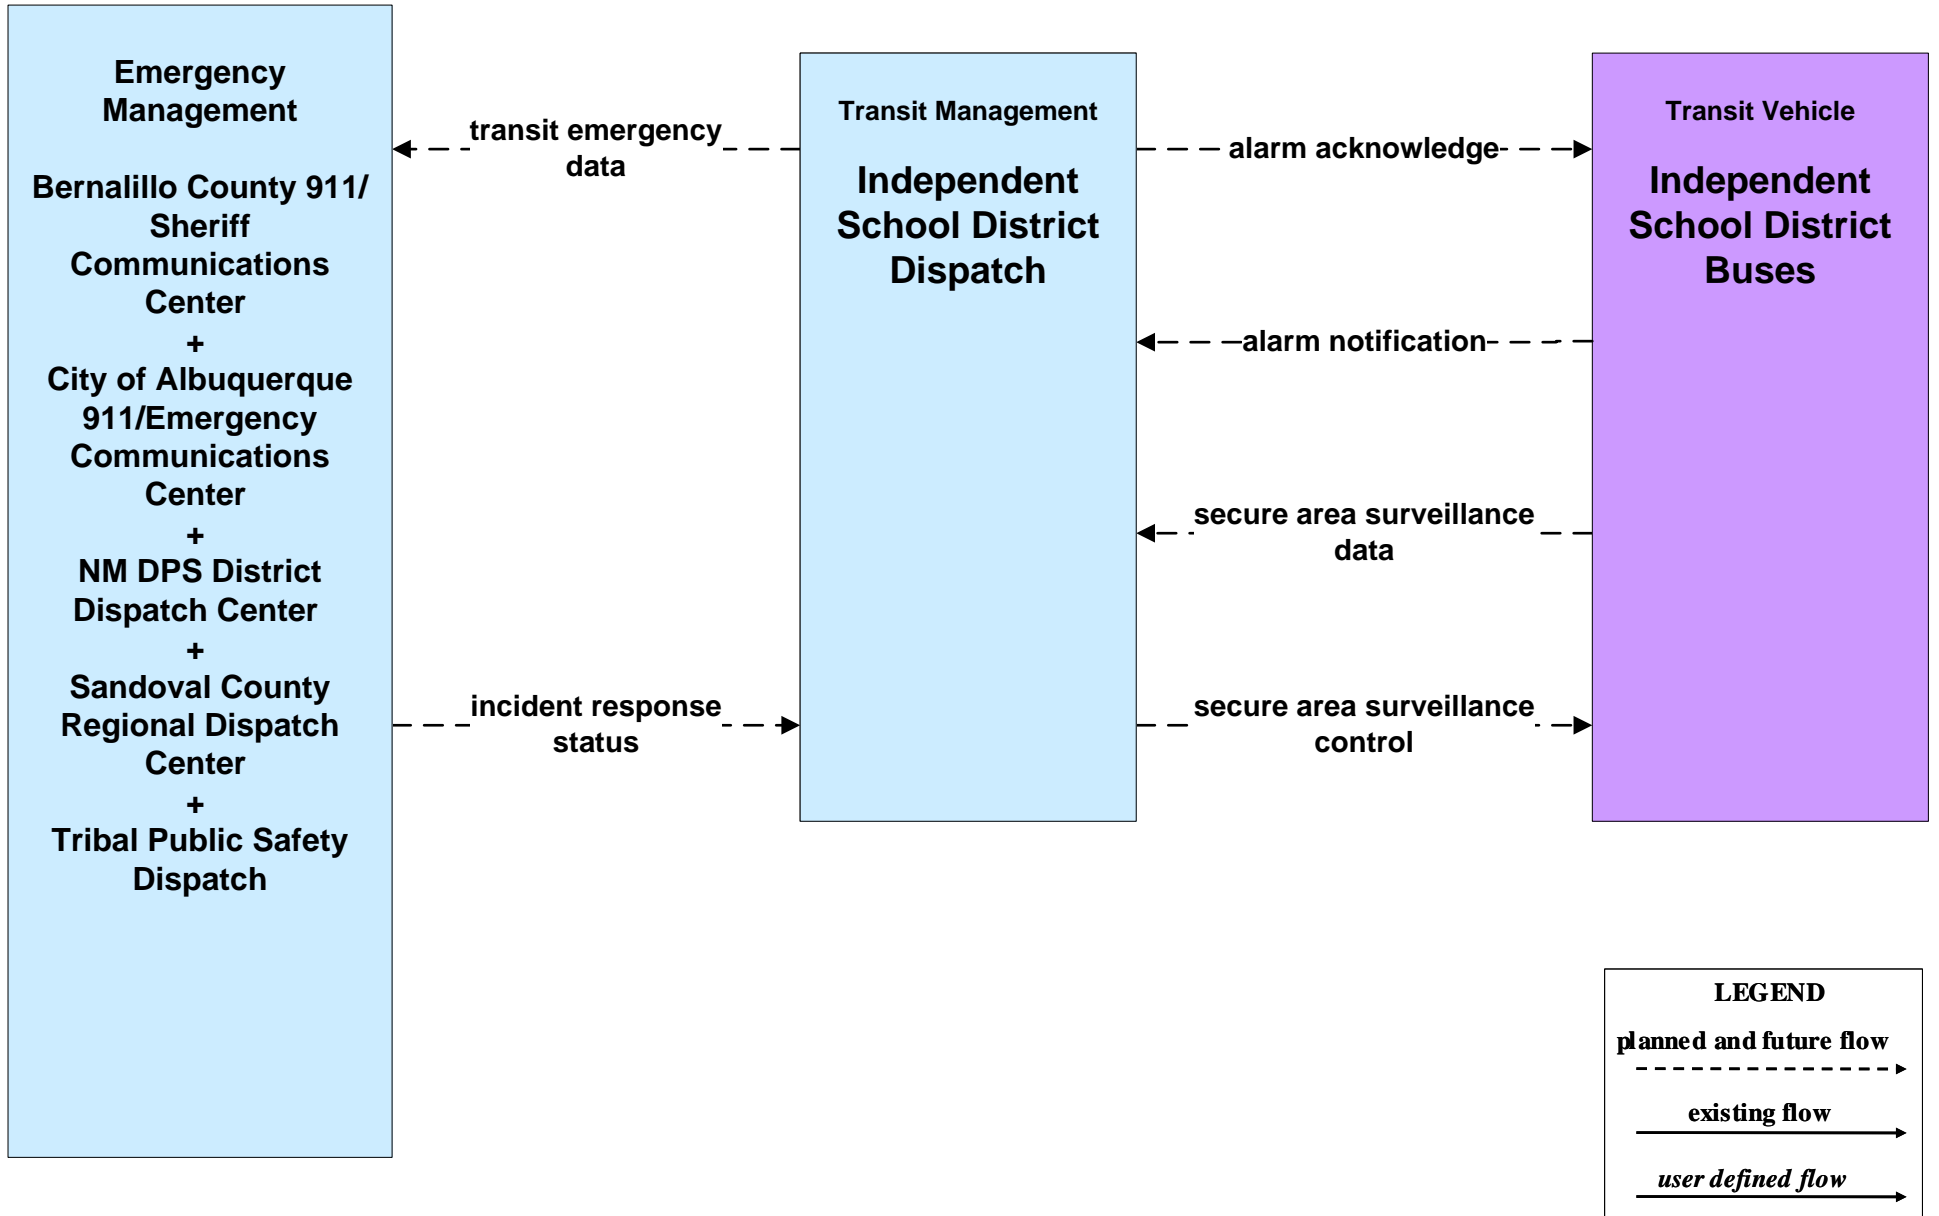 Emergency
Management
Bernalillo County 911/
Sheriff
Communications
Center
+
City of Albuquerque
911/Emergency
Communications
Center
+
NM DPS District
Dispatch Center
+
Sandoval County
Regional Dispatch
Center
+
Tribal Public Safety
Dispatch
transit emergency
data
incident response
status
Transit Management
Independent
School District
Dispatch
alarm acknowledge
alarm notification
secure area surveillance
data
secure area surveillance
control
Transit Vehicle
Independent
School District
Buses
LEGEND
planned and future flow
existing flow
user defined flow